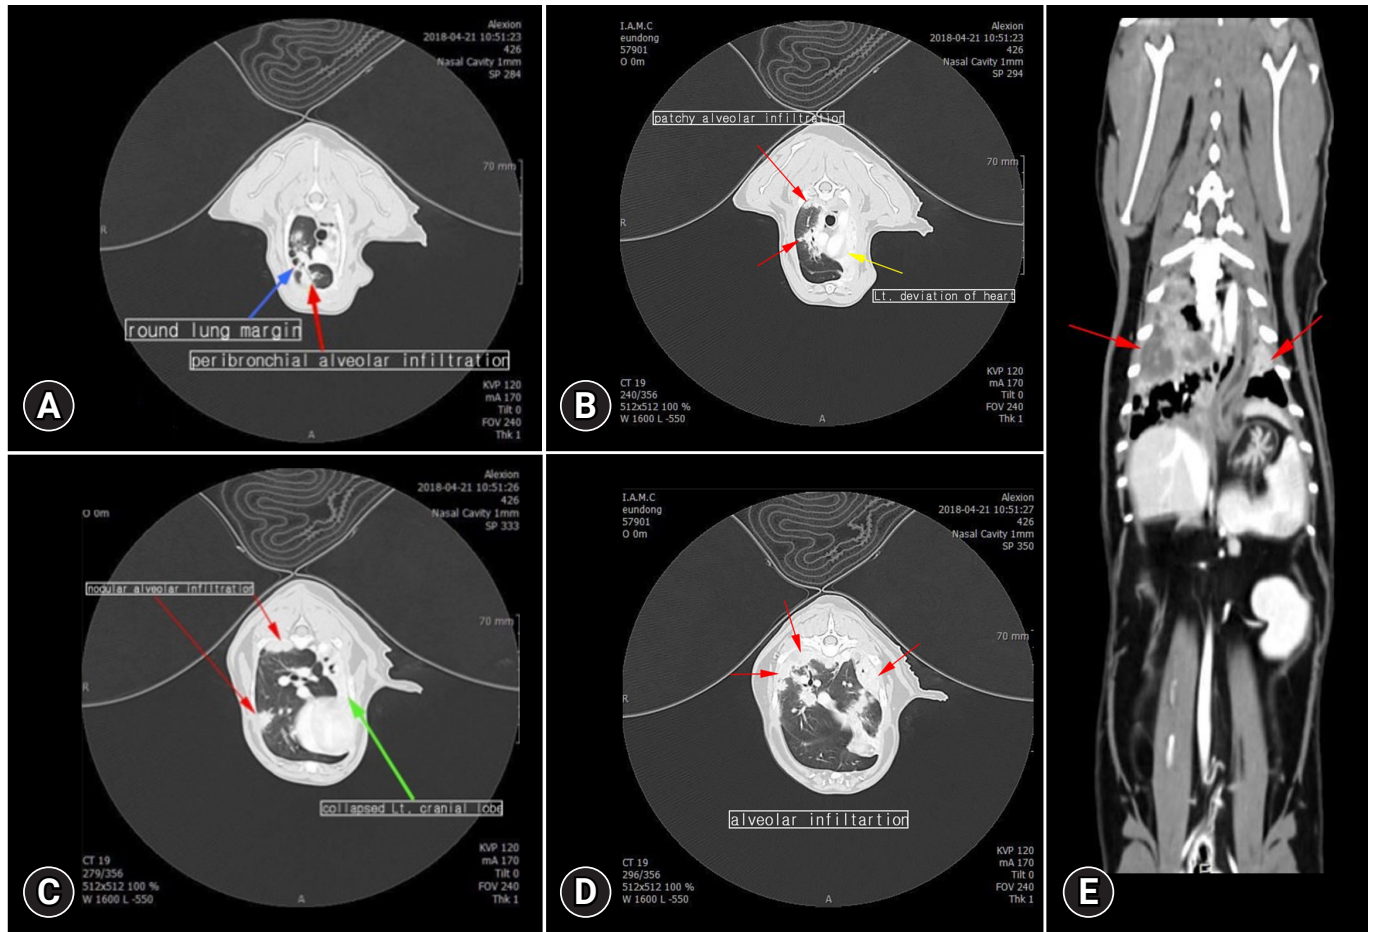 Alexion
2018-04-21 10:51:23
426
Nasal Cavity 1mm
SP 284
70 mm
R
round lung margin
peribronchial alveolar infiltration
KVP 120
mA 170
Tilt 0
FOV 240
Thk 1
A
A
I.A.M.C
eundong
57901
O 0m
Alexion
2018-04-21 10:51:23
426
Nasal Cavity 1mm
SP 294
patchy alveolar infiltration
70 mm
R
Lt. deviation of heart
CT 19
240/356
512x512 100 %
W 1600 L -550
KVP 120
mA 170
Tilt 0
FOV 240
Thk 1
A
B
Alexion
2018-04-21 10:51:26
426
Nasal Cavity 1mm
SP 333
O 0m
nodular alveolar infiltration
70 mm
R
collapsed Lt. cranial lobe
CT 19
279/356
512x512 100 %
W 1600 L -550
KVP 120
mA 170
Tilt 0
FOV 240
Thk 1
A
C
I.A.M.C
eundong
57901
O 0m
Alexion
2018-04-21 10:51:27
426
Nasal Cavity 1mm
SP 350
70 mm
R
alveolar infiltartion
CT 19
296/356
512x512 100 %
W 1600 L -550
KVP 120
mA 170
Tilt 0
FOV 240
Thk 1
A
D
E